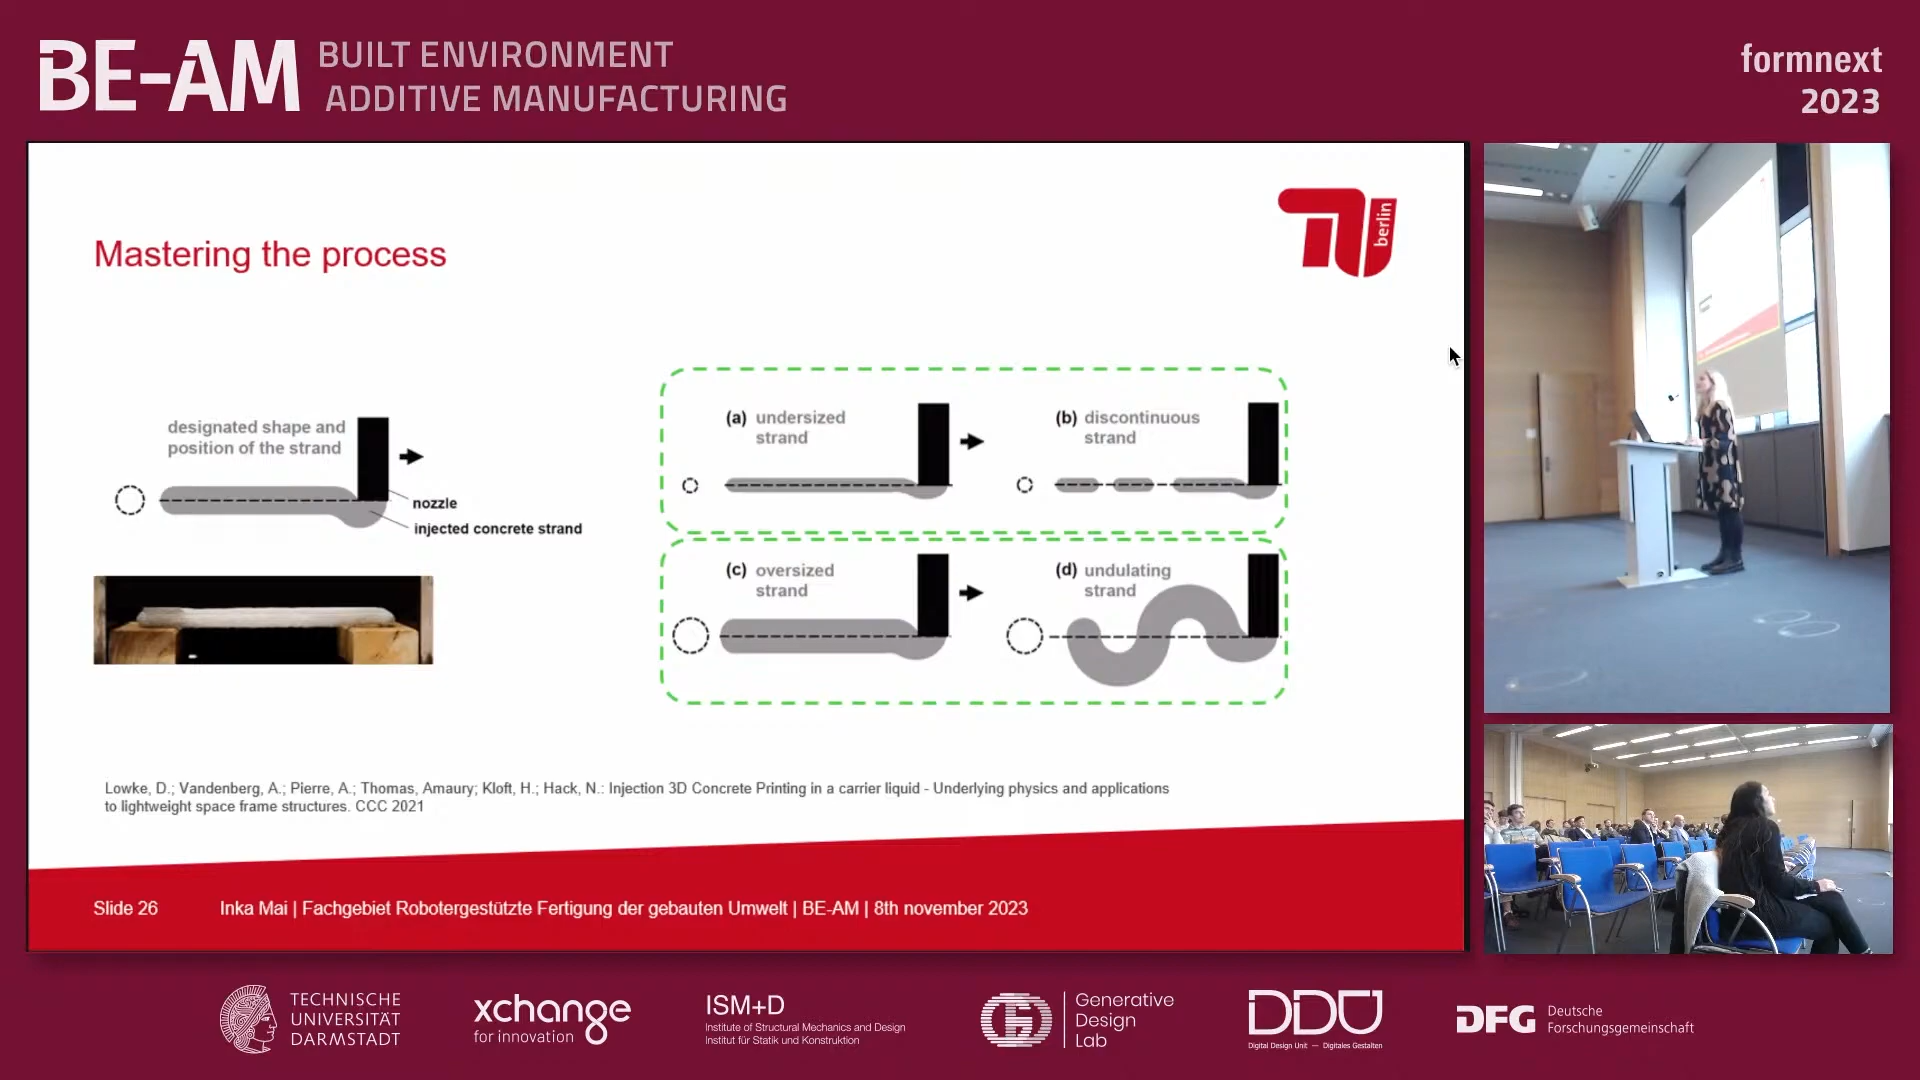 BE-AM
BUILT ENVIRONMENT
ADDITIVE MANUFACTURING
formnext
2023
Mastering the process
berlin
designated shape and
position of the strand
nozzle
injected concrete strand
(a) undersized
strand
(b) discontinuous
strand
(c) oversized
strand
(d) undulating
strand
Lowke, D.; Vandenberg, A.; Pierre, A.; Thomas, Amaury; Kloft, H.; Hack, N.: Injection 3D Concrete Printing in a carrier liquid - Underlying physics and applications
to lightweight space frame structures. CCC 2021
Slide 26
Inka Mai | Fachgebiet Robotergestützte Fertigung der gebauten Umwelt | BE-AM | 8th november 2023
TECHNISCHE
UNIVERSITÄT
DARMSTADT
xchange
for innovation
ISM+D
Institute of Structural Mechanics and Design
Institut für Statik und Konstruktion
Generative
Design
Lab
DDU
Digital Design Unit — Digitales Gestalten
DFG
Deutsche
Forschungsgemeinschaft